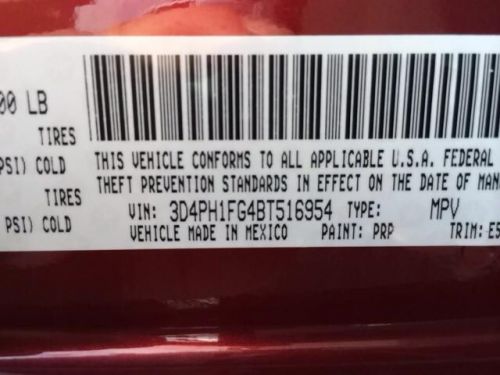 00 LB
TIRES
PSI) COLD
TIRES
PSI) COLD
THIS VEHICLE CONFORMS TO ALL APPLICABLE U.S.A. FEDERAL
THEFT PREVENTION STANDARDS IN EFFECT ON THE DATE OF MAN
VIN: 3D4PH1FG4BT516954 TYPE: MPV
VEHICLE MADE IN MEXICO PAINT: PRP TRIM: ES